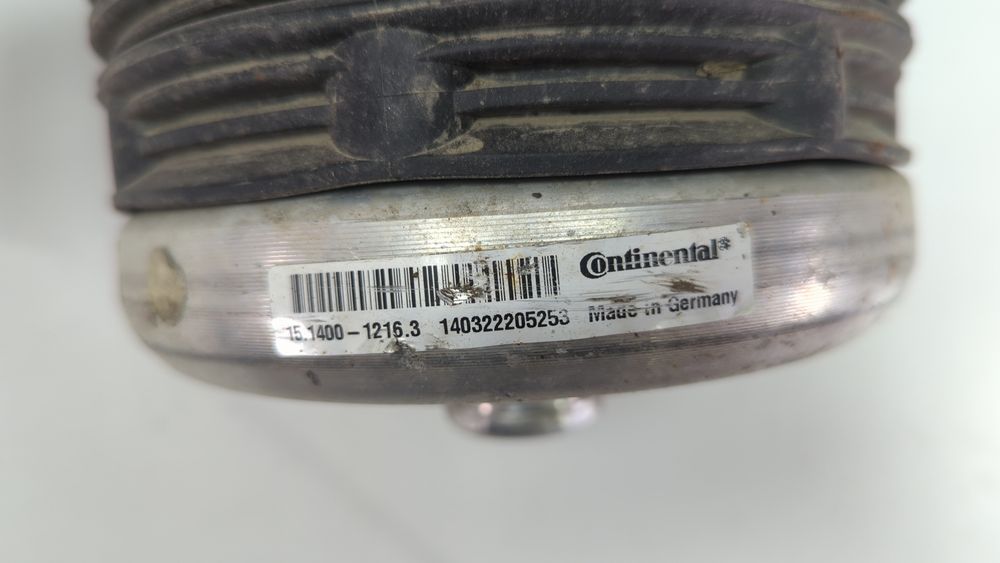 Continental®
15.1400-1216.3 140322205253 Made in Germany